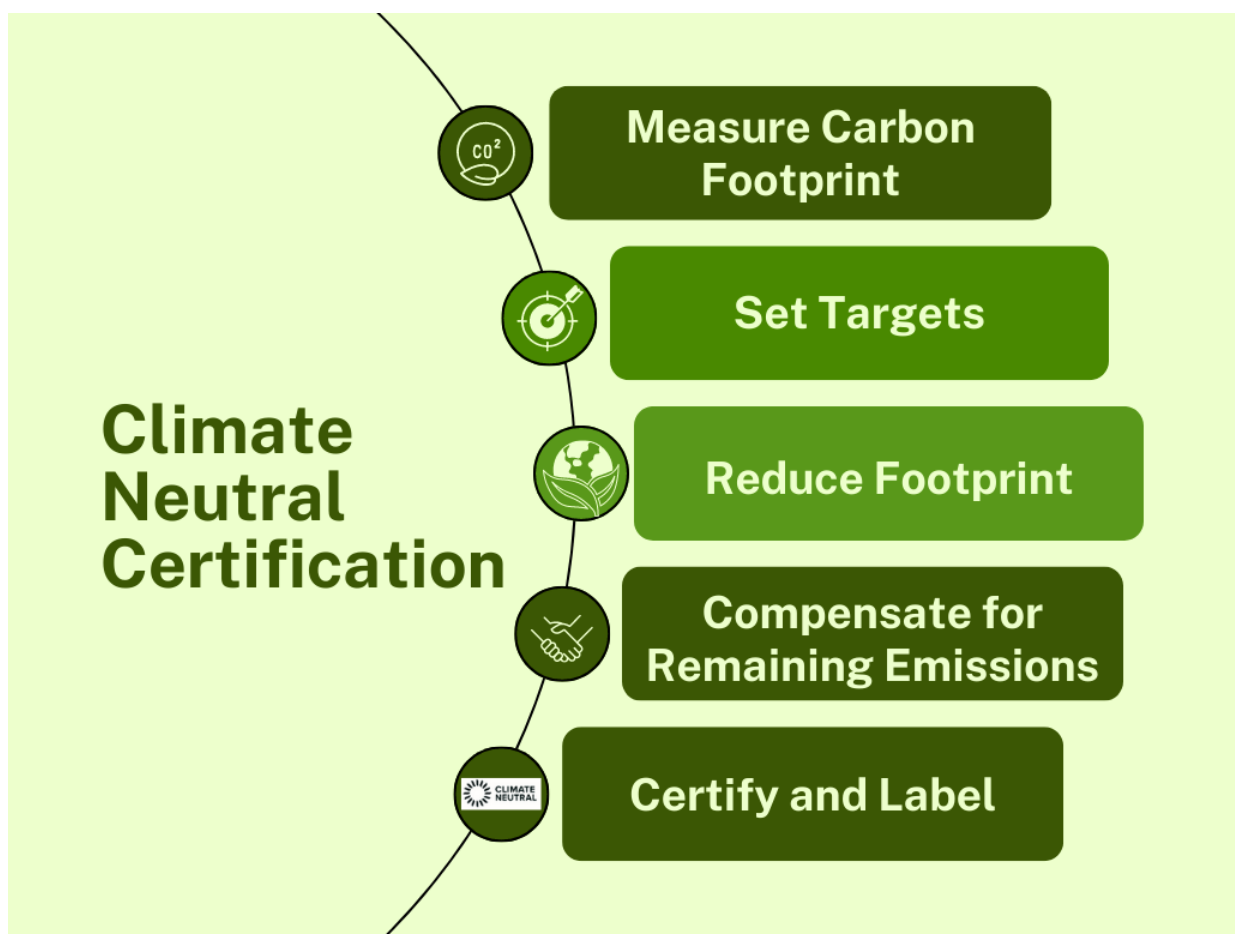 Measure Carbon
Footprint
Set Targets
Reduce Footprint
Compensate for
Remaining Emissions
Certify and Label
Climate
Neutral
Certification
CO²
CLIMATE
NEUTRAL